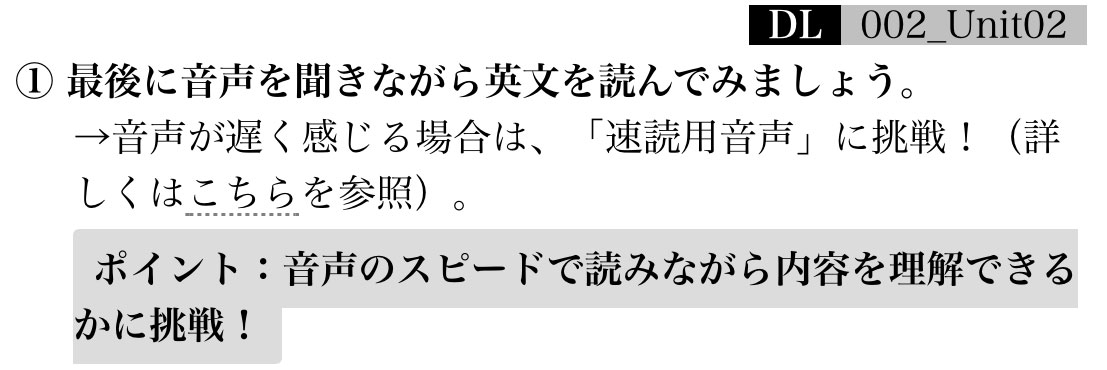 DL 002_Unit02
① 最後に音声を聞きながら英文を読んでみましょう。
→音声が遅く感じる場合は、「速読用音声」に挑戦！（詳
しくはこちらを参照）。
ポイント：音声のスピードで読みながら内容を理解できる
かに挑戦！